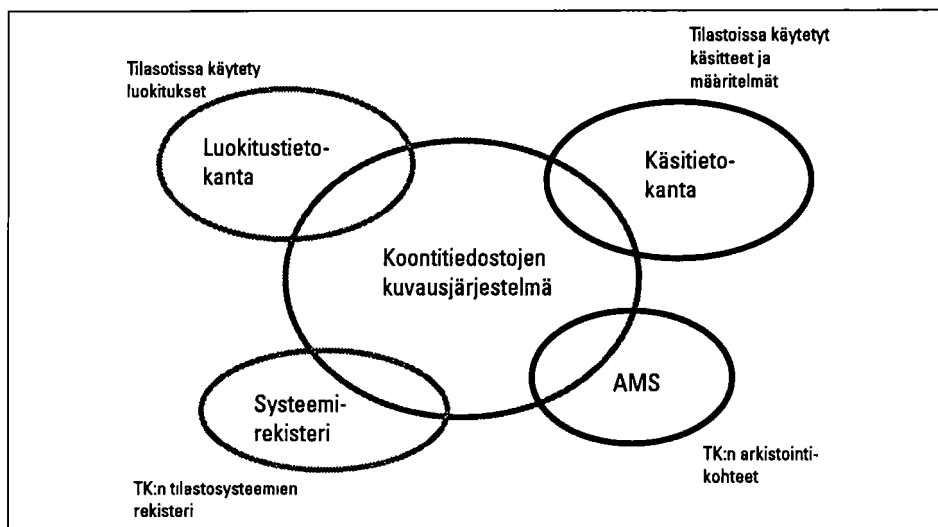 Tilasotissa käytety
luokitukset
Luokitustieto-
kanta
Tilastoissa käytetyt
käsitteet ja
määritelmät
Käsitieto-
kanta
Koontitiedostojen
kuvausjärjestelmä
Systeemi-
rekisteri
TK:n tilastosysteemien
rekisteri
AMS
TK:n arkistointi-
kohteet